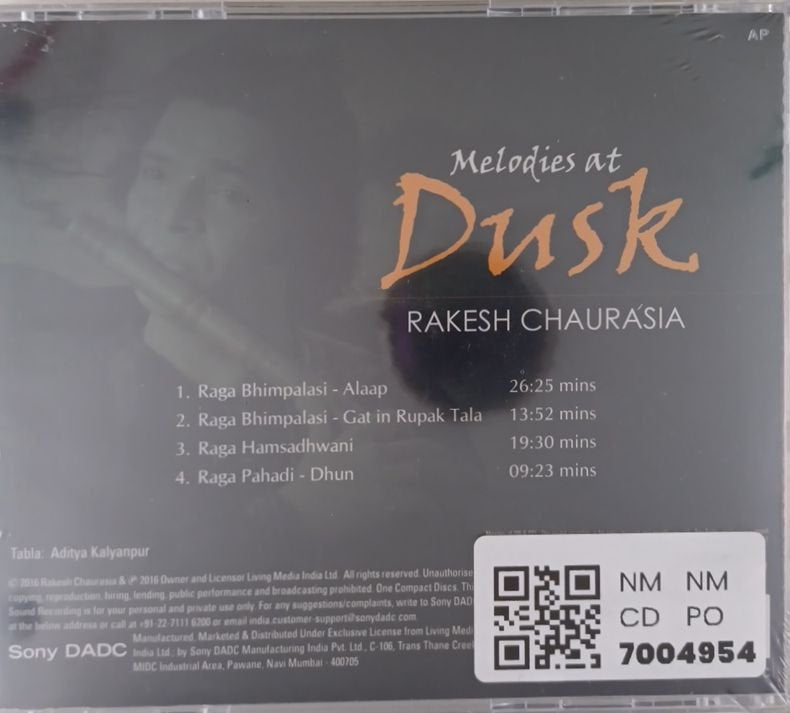 AP
Melodies at
Dusk
RAKESH CHAURASIA
1. Raga Bhimpalasi - Alaap 26:25 mins
2. Raga Bhimpalasi - Gat in Rupak Tala 13:52 mins
3. Raga Hamsadhwani 19:30 mins
4. Raga Pahadi - Dhun 09:23 mins
Tabla: Aditya Kalyanpur
© 2016 Rakesh Chaurasia & ℗ 2016 Owner and Licensor Living Media India Ltd. All rights reserved. Unauthorise
copying, reproduction, hiring, lending, public performance and broadcasting prohibited. One Compact Discs. Thi
Sound Recording is for your personal and private use only. For any suggestions/complaints, write to Sony DAD
at the below address or call at +91-22-7111 6200 or email india.customer-support@sonydadc.com
Sony DADC
Manufactured, Marketed & Distributed Under Exclusive License from Living Medi
India Ltd.; by Sony DADC Manufacturing India Pvt. Ltd., C-106, Trans Thane Creel
MIDC Industrial Area, Pawane, Navi Mumbai - 400705
NM NM
CD PO
7004954